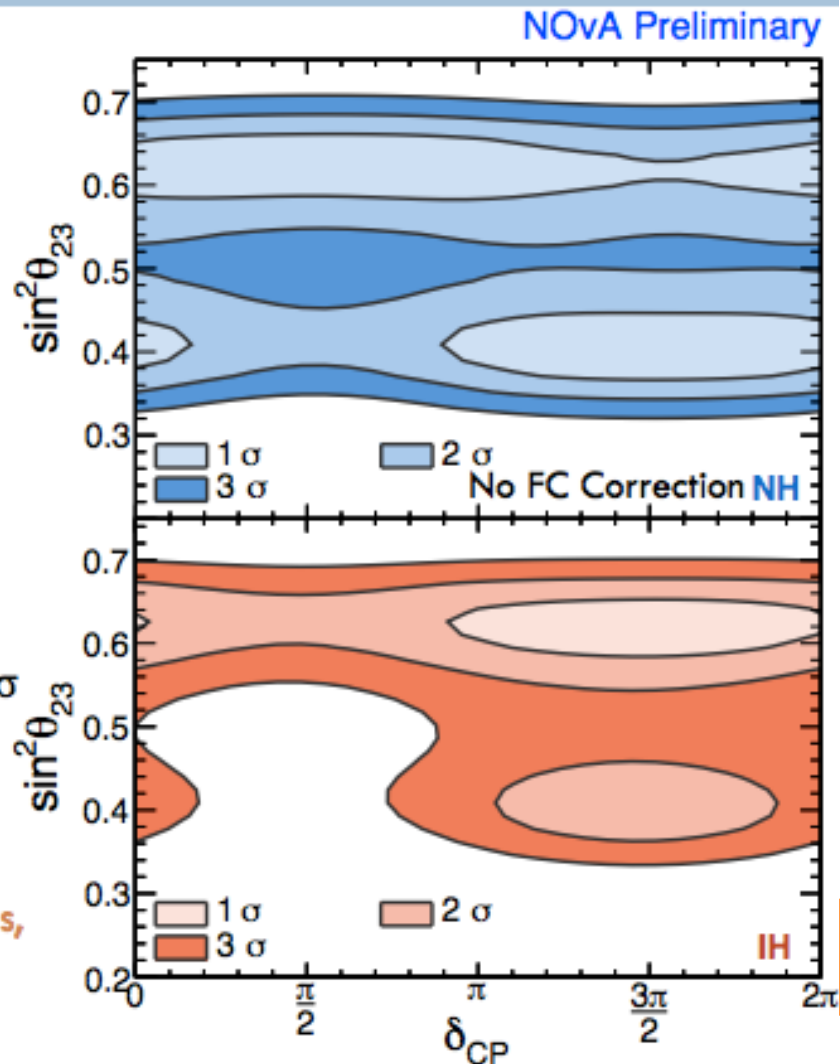 NOvA Preliminary
0.7
0.6
0.5
0.4
0.3
sin²θ₂₃
1 σ
2 σ
3 σ
No FC Correction NH
0.7
0.6
0.5
0.4
0.3
0.2
sin²θ₂₃
1 σ
2 σ
3 σ
IH
s,
0
π/2
π
3π/2
2π
δCP